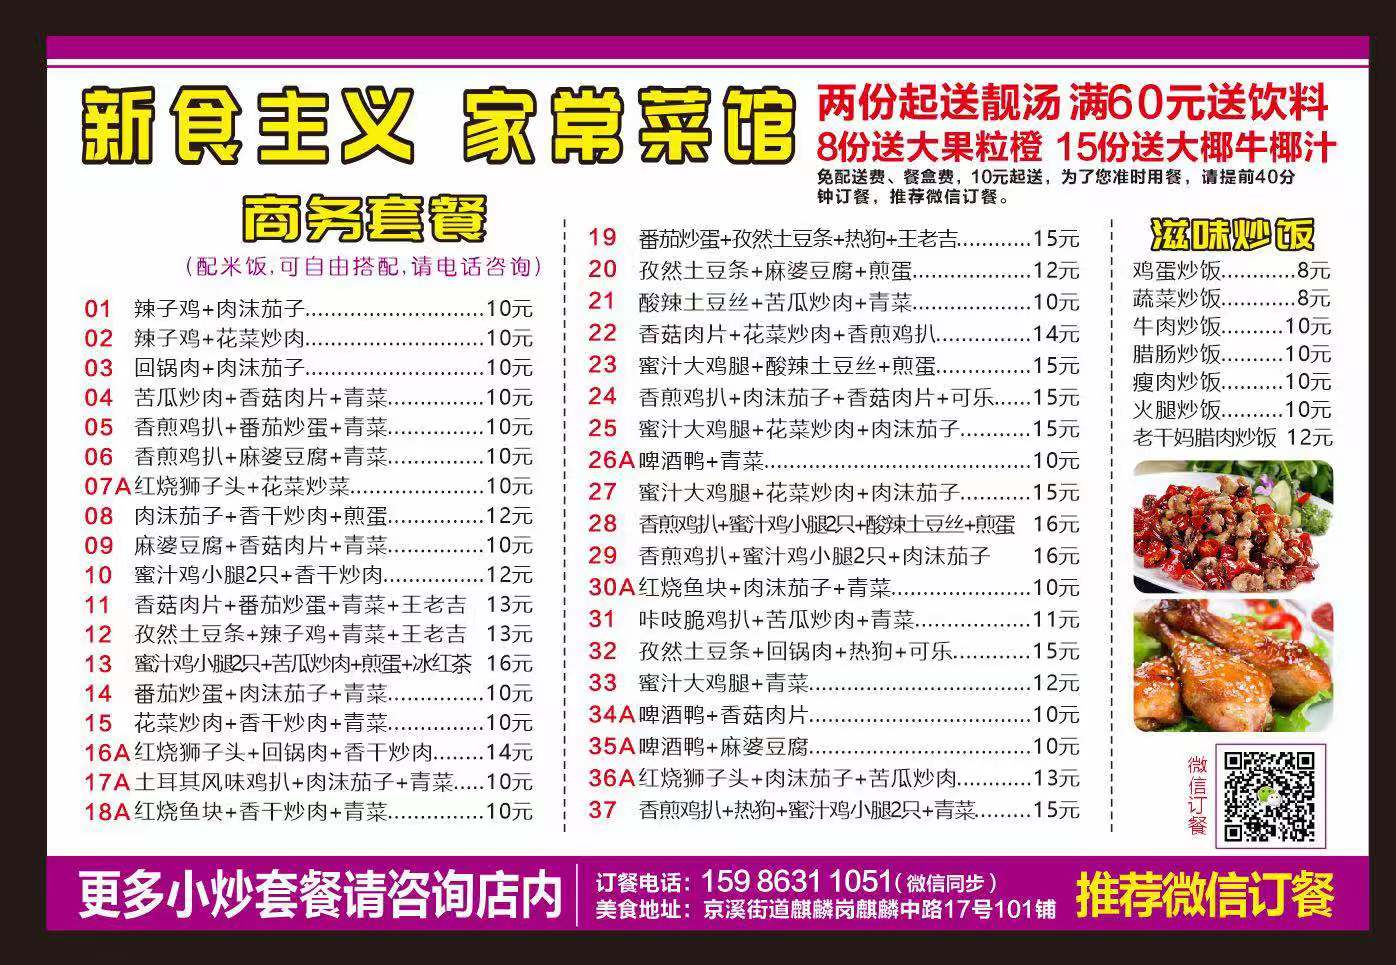 新食主义 家常菜馆
两份起送靓汤 满60元送饮料
8份送大果粒橙 15份送大椰牛椰汁
免配送费、餐盒费，10元起送，为了您准时用餐，请提前40分
钟订餐，推荐微信订餐。
商务套餐
(配米饭,可自由搭配,请电话咨询)
01 辣子鸡+肉沫茄子............................10元
02 辣子鸡+花菜炒肉............................10元
03 回锅肉+肉沫茄子............................10元
04 苦瓜炒肉+香菇肉片+青菜...............10元
05 香煎鸡扒+番茄炒蛋+青菜...............10元
06 香煎鸡扒+麻婆豆腐+青菜...............10元
07A红烧狮子头+花菜炒菜.....................10元
08 肉沫茄子+香干炒肉+煎蛋...............12元
09 麻婆豆腐+香菇肉片+青菜...............10元
10 蜜汁鸡小腿2只+香干炒肉................12元
11 香菇肉片+番茄炒蛋+青菜+王老吉 13元
12 孜然土豆条+辣子鸡+青菜+王老吉 13元
13 蜜汁鸡小腿2只+苦瓜炒肉+煎蛋+冰红茶 16元
14 番茄炒蛋+肉沫茄子+青菜...............10元
15 花菜炒肉+香干炒肉+青菜...............10元
16A红烧狮子头+回锅肉+香干炒肉........14元
17A土耳其风味鸡扒+肉沫茄子+青菜.....10元
18A红烧鱼块+香干炒肉+青菜...............10元
19 番茄炒蛋+孜然土豆条+热狗+王老吉...........15元
20 孜然土豆条+麻婆豆腐+煎蛋...................12元
21 酸辣土豆丝+苦瓜炒肉+青菜...................10元
22 香菇肉片+花菜炒肉+香煎鸡扒...............14元
23 蜜汁大鸡腿+酸辣土豆丝+煎蛋...............15元
24 香煎鸡扒+肉沫茄子+香菇肉片+可乐......15元
25 蜜汁大鸡腿+花菜炒肉+肉沫茄子...........15元
26A啤酒鸭+青菜..........................................10元
27 蜜汁大鸡腿+花菜炒肉+肉沫茄子...........15元
28 香煎鸡扒+蜜汁鸡小腿2只+酸辣土豆丝+煎蛋 16元
29 香煎鸡扒+蜜汁鸡小腿2只+肉沫茄子 16元
30A红烧鱼块+肉沫茄子+青菜......................10元
31 咔吱脆鸡扒+苦瓜炒肉+青菜...................11元
32 孜然土豆条+回锅肉+热狗+可乐.............15元
33 蜜汁大鸡腿+青菜...................................12元
34A啤酒鸭+香菇肉片...................................10元
35A啤酒鸭+麻婆豆腐...................................10元
36A红烧狮子头+肉沫茄子+苦瓜炒肉............13元
37 香煎鸡扒+热狗+蜜汁鸡小腿2只+青菜.........15元
滋味炒饭
鸡蛋炒饭............8元
蔬菜炒饭............8元
牛肉炒饭..........10元
腊肠炒饭..........10元
瘦肉炒饭..........10元
火腿炒饭..........10元
老干妈腊肉炒饭 12元
微信订餐
更多小炒套餐请咨询店内
订餐电话：159 8631 1051(微信同步)
美食地址：京溪街道麒麟岗麒麟中路17号101铺
推荐微信订餐